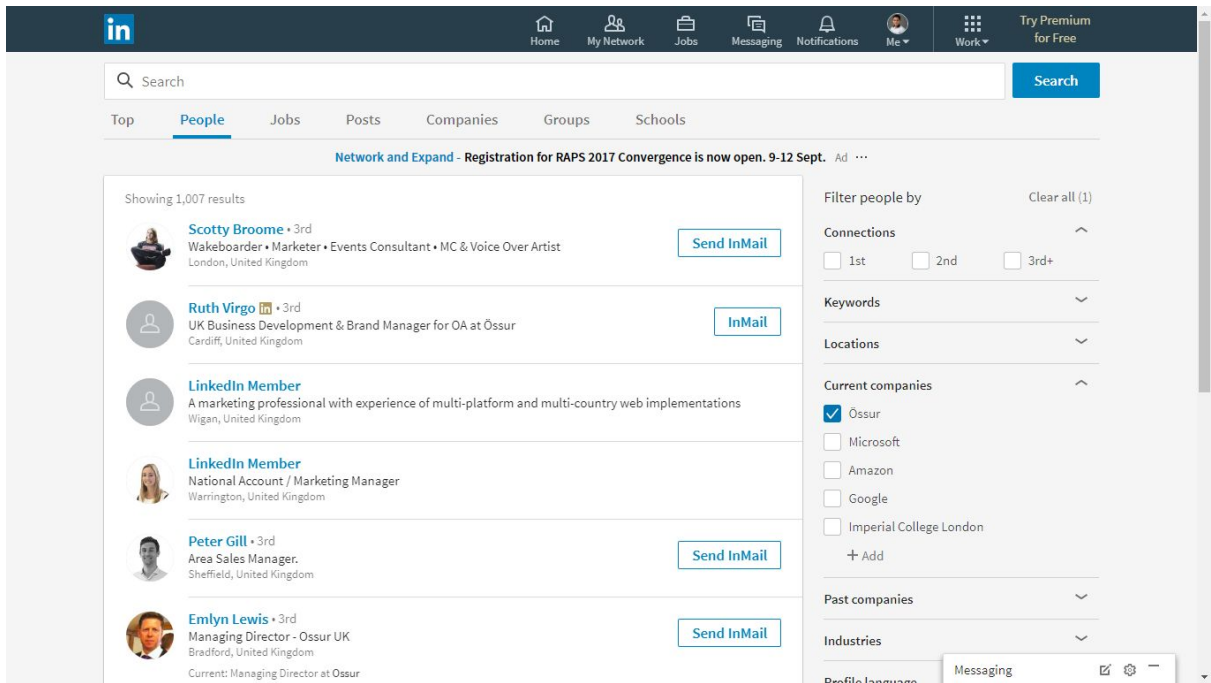 in
Home
My Network
Jobs
Messaging
Notifications
Me
Work
Try Premium
for Free
Search
Search
Top People Jobs Posts Companies Groups Schools
Network and Expand - Registration for RAPS 2017 Convergence is now open. 9-12 Sept. Ad ···
Showing 1,007 results
Scotty Broome • 3rd
Wakeboarder • Marketer • Events Consultant • MC & Voice Over Artist
London, United Kingdom
Send InMail
Ruth Virgo in • 3rd
UK Business Development & Brand Manager for OA at Össur
Cardiff, United Kingdom
InMail
LinkedIn Member
A marketing professional with experience of multi-platform and multi-country web implementations
Wigan, United Kingdom
LinkedIn Member
National Account / Marketing Manager
Warrington, United Kingdom
Peter Gill • 3rd
Area Sales Manager.
Sheffield, United Kingdom
Send InMail
Emlyn Lewis • 3rd
Managing Director - Ossur UK
Bradford, United Kingdom
Current: Managing Director at Ossur
Send InMail
Filter people by Clear all (1)
Connections
1st 2nd 3rd+
Keywords
Locations
Current companies
Össur
Microsoft
Amazon
Google
Imperial College London
+ Add
Past companies
Industries
Profile language
Messaging